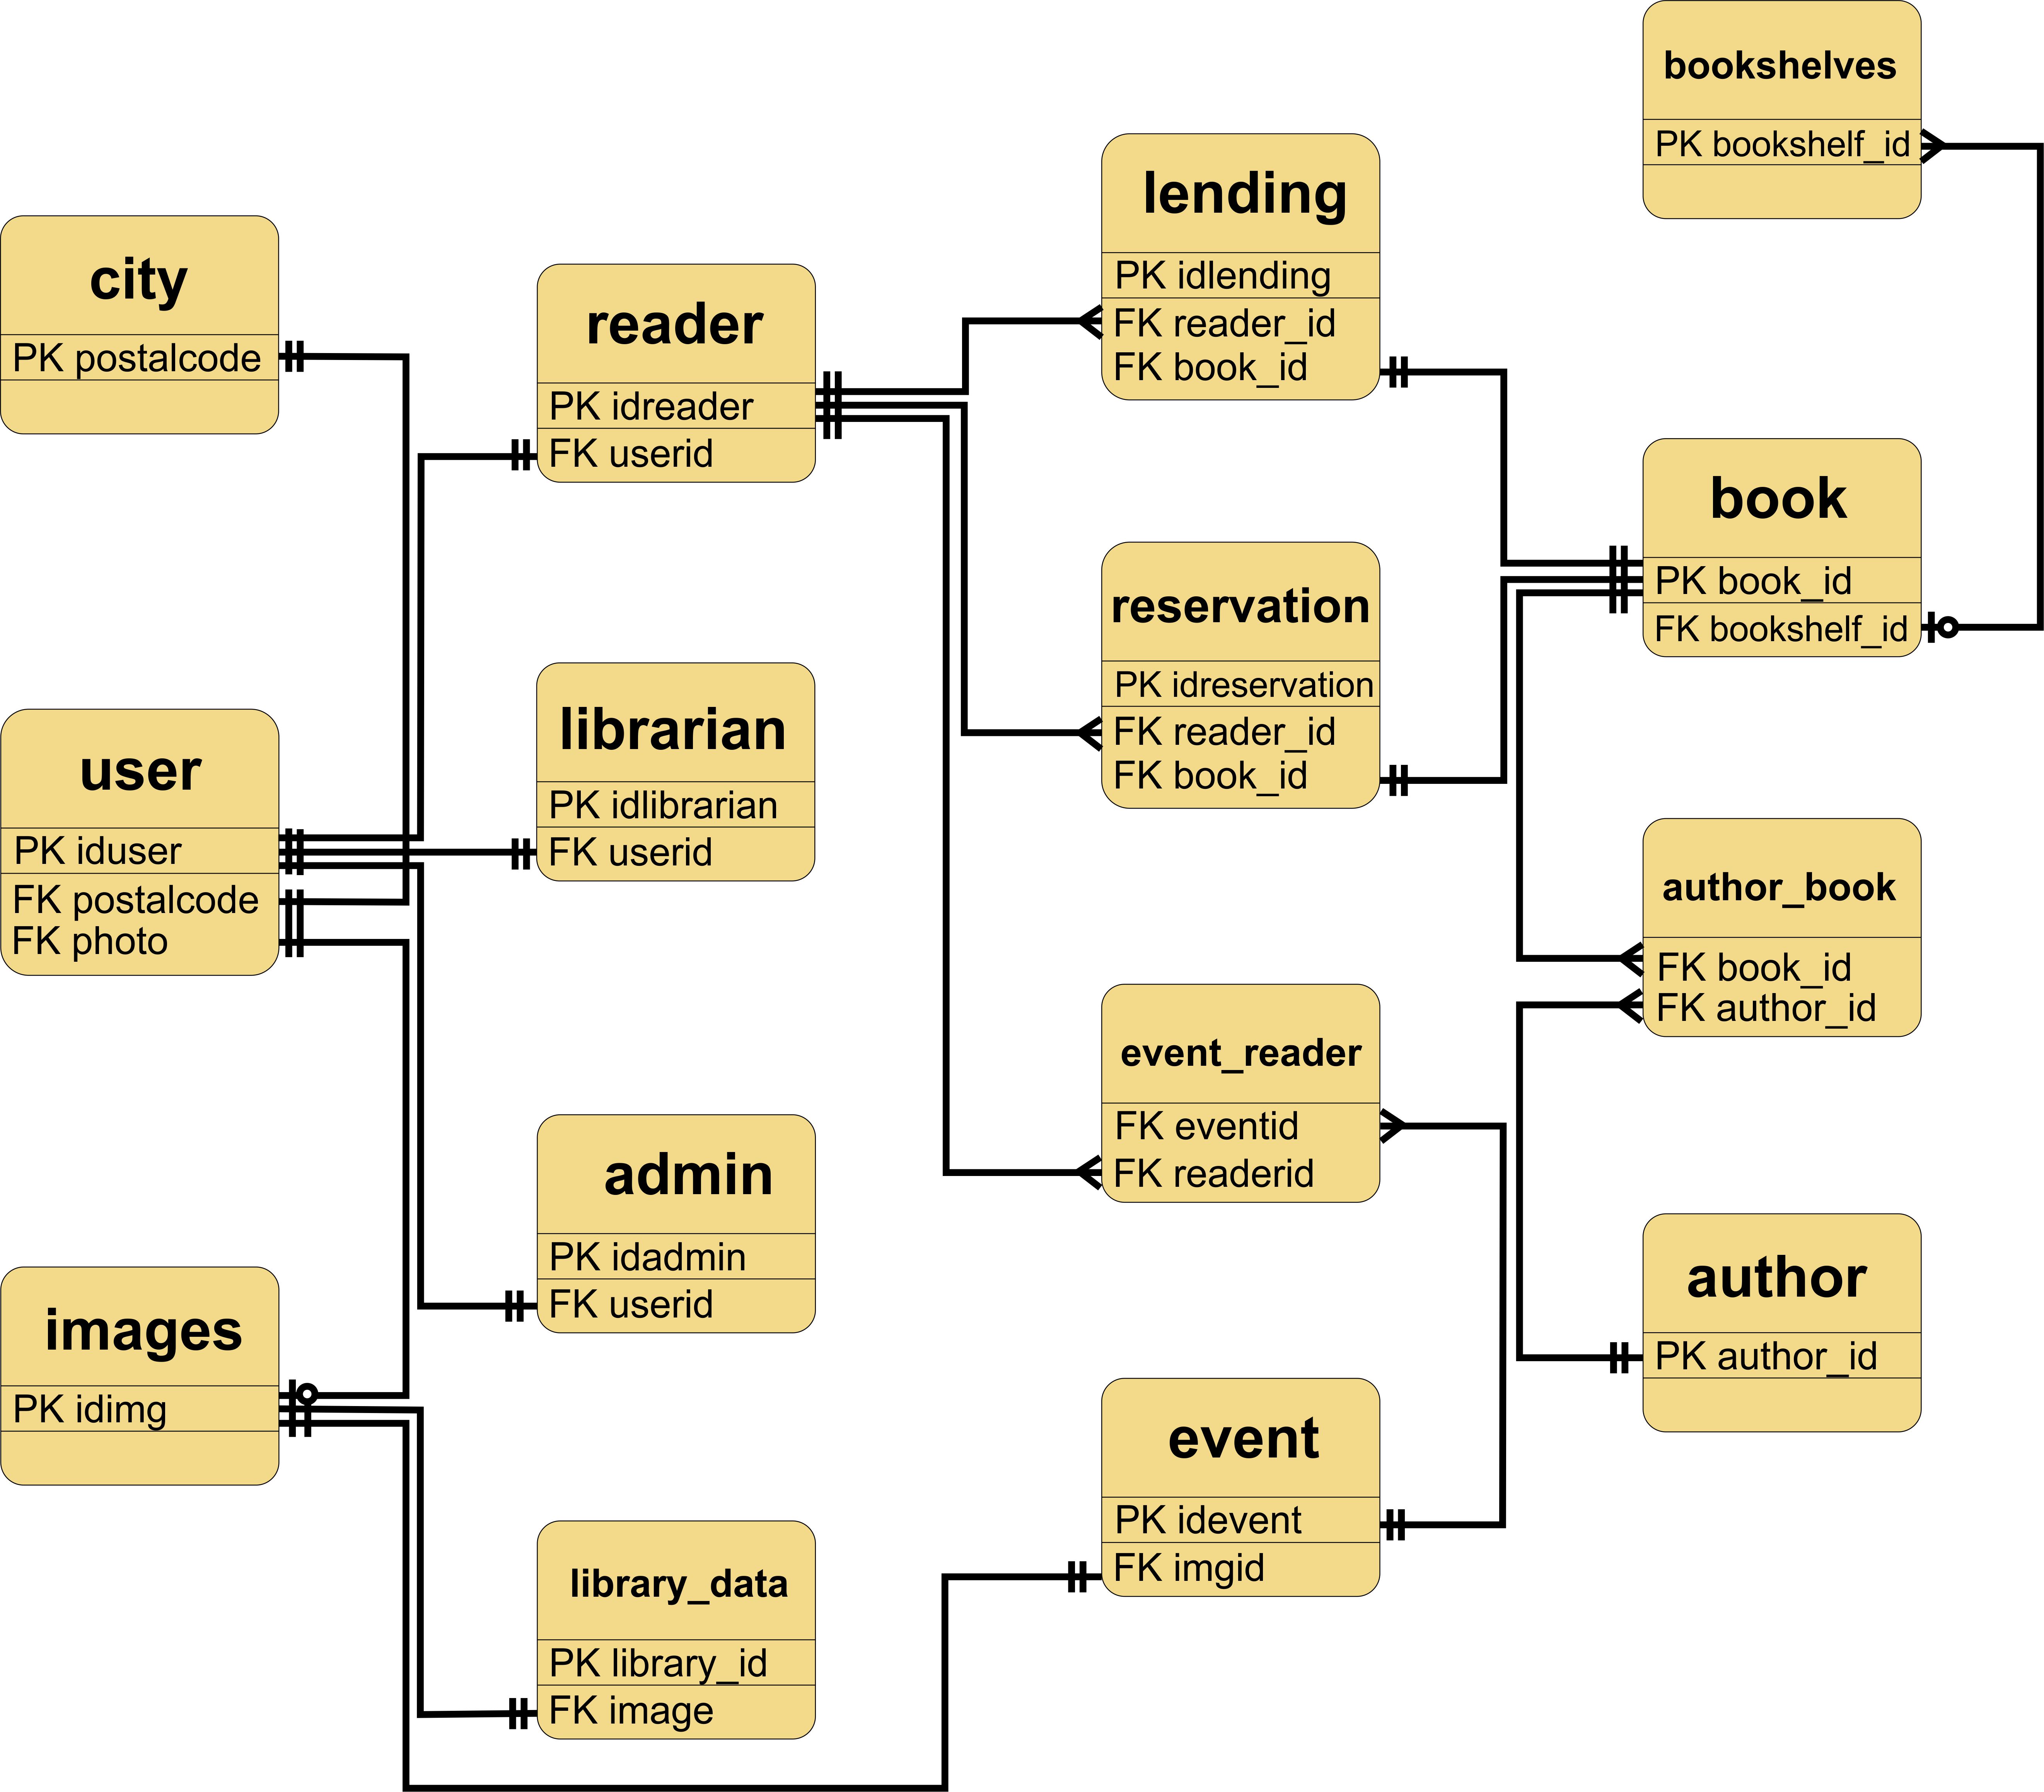 city
PK postalcode
user
PK iduser
FK postalcode
FK photo
images
PK idimg
reader
PK idreader
FK userid
librarian
PK idlibrarian
FK userid
admin
PK idadmin
FK userid
library_data
PK library_id
FK image
lending
PK idlending
FK reader_id
FK book_id
reservation
PK idreservation
FK reader_id
FK book_id
event_reader
FK eventid
FK readerid
event
PK idevent
FK imgid
bookshelves
PK bookshelf_id
book
PK book_id
FK bookshelf_id
author_book
FK book_id
FK author_id
author
PK author_id